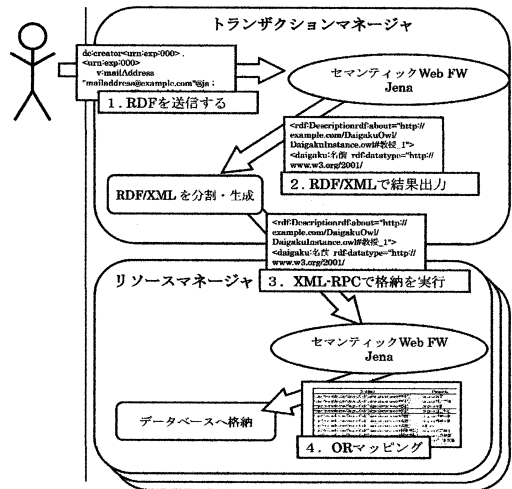 トランザクションマネージャ
dc:creator<urn:exp:000> .
<urn:exp:000>
v:mailAddress
"mailaddress@example.com"@ja ;
1．RDFを送信する
セマンティックWeb FW
Jena
<rdf:Descriptionrdf:about="http://
example.com/DaigakuOwl/
DaigakuInstance.owl#教授_1">
<daigaku:名前 rdf:datatype="http://
www.w3.org/2001/
2．RDF/XMLで結果出力
RDF/XML を分割・生成
<rdf:Descriptionrdf:about="http://
example.com/DaigakuOwl/
DaigakuInstance.owl#教授_1">
<daigaku:名前 rdf:datatype="http://
www.w3.org/2001/
リソースマネージャ
3．XML-RPCで格納を実行
セマンティックWeb FW
Jena
データベースへ格納
4．ORマッピング